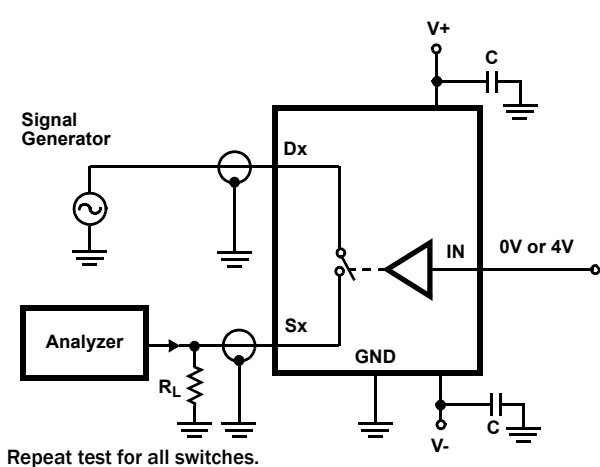 V+
C
Signal
Generator
Dx
IN
0V or 4V
Analyzer
Sx
GND
RL
C
V-
Repeat test for all switches.